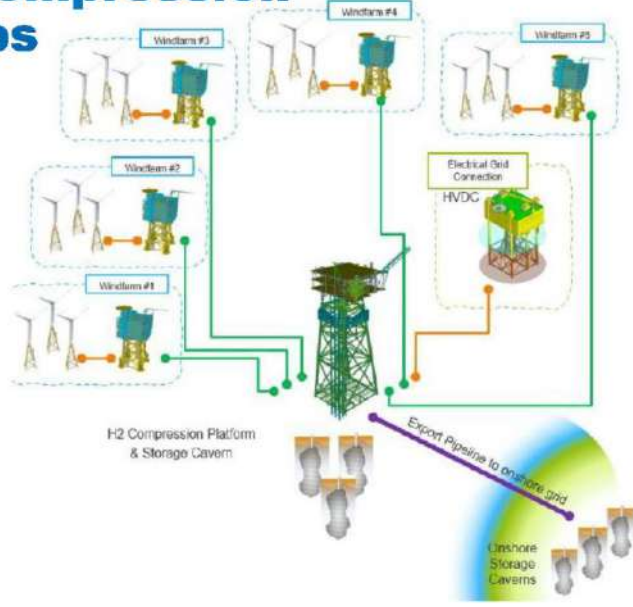 Windfarm #3
Windfarm #4
Windfarm #5
Windfarm #2
Electrical Grid
Connection
HVDC
Windfarm #1
H2 Compression Platform
& Storage Cavern
Export Pipeline to onshore grid
Onshore
Storage
Caverns